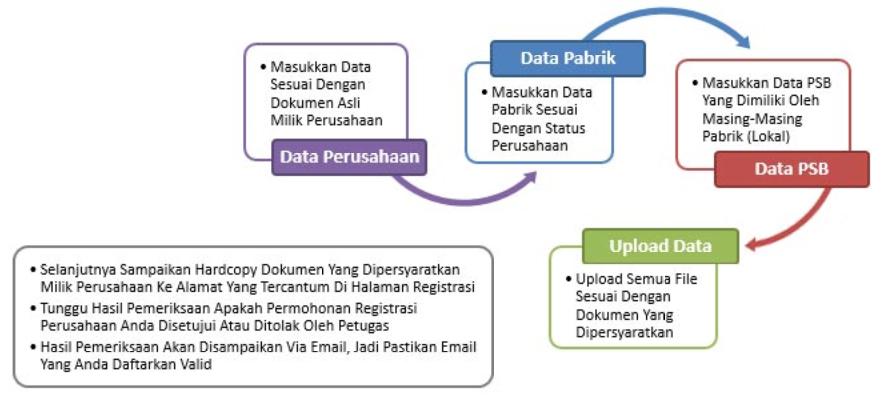 • Masukkan Data
Sesuai Dengan
Dokumen Asli
Milik Perusahaan
Data Perusahaan
Data Pabrik
• Masukkan Data
Pabrik Sesuai
Dengan Status
Perusahaan
• Masukkan Data PSB
Yang Dimiliki Oleh
Masing-Masing
Pabrik (Lokal)
Data PSB
Upload Data
• Upload Semua File
Sesuai Dengan
Dokumen Yang
Dipersyaratkan
• Selanjutnya Sampaikan Hardcopy Dokumen Yang Dipersyaratkan
Milik Perusahaan Ke Alamat Yang Tercantum Di Halaman Registrasi
• Tunggu Hasil Pemeriksaan Apakah Permohonan Registrasi
Perusahaan Anda Disetujui Atau Ditolak Oleh Petugas
• Hasil Pemeriksaan Akan Disampaikan Via Email, Jadi Pastikan Email
Yang Anda Daftarkan Valid